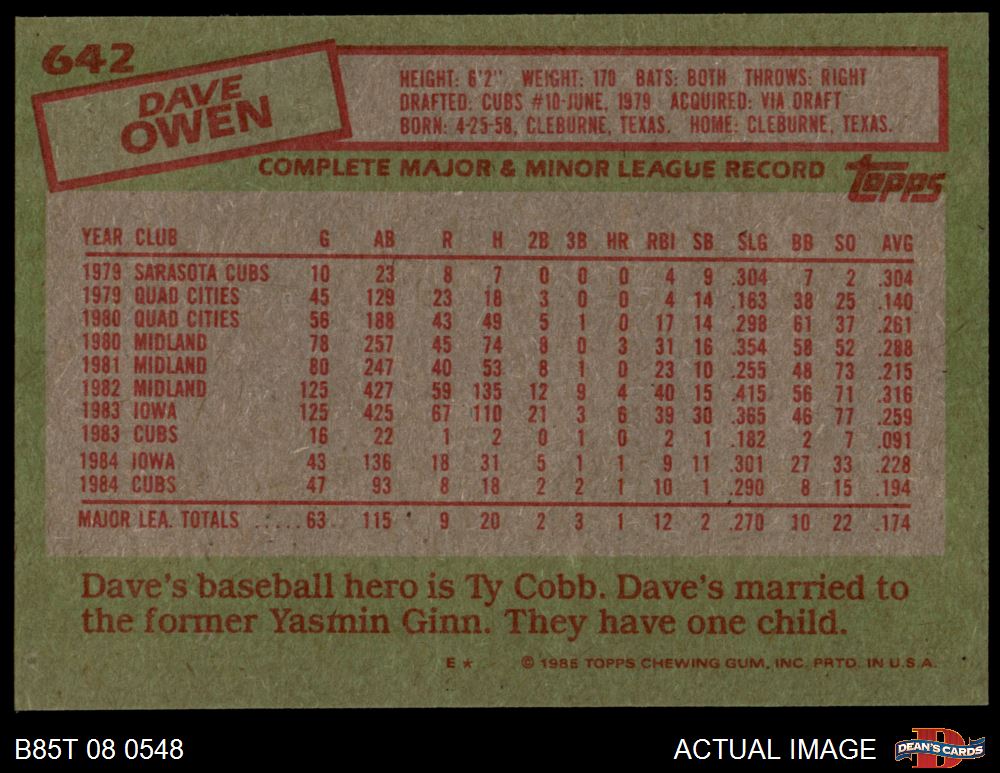 642
DAVE
OWEN
HEIGHT: 6'2" WEIGHT: 170 BATS: BOTH THROWS: RIGHT
DRAFTED: CUBS #10-JUNE, 1979 ACQUIRED: VIA DRAFT
BORN: 4-25-58, CLEBURNE, TEXAS. HOME: CLEBURNE, TEXAS.
COMPLETE MAJOR & MINOR LEAGUE RECORD topps
YEAR CLUB G AB R H 2B 3B HR RBI SB SLG BB SO AVG
1979 SARASOTA CUBS 10 23 8 7 0 0 0 4 9 .304 7 2 .304
1979 QUAD CITIES 45 129 23 18 3 0 0 4 14 .163 38 25 .140
1980 QUAD CITIES 56 188 43 49 5 1 0 17 14 .298 61 37 .261
1980 MIDLAND 78 257 45 74 8 0 3 31 16 .354 58 52 .288
1981 MIDLAND 80 247 40 53 8 1 0 23 10 .255 48 73 .215
1982 MIDLAND 125 427 59 135 12 9 4 40 15 .415 56 71 .316
1983 IOWA 125 425 67 110 21 3 6 39 30 .365 46 77 .259
1983 CUBS 16 22 1 2 0 1 0 2 1 .182 2 7 .091
1984 IOWA 43 136 18 31 5 1 1 9 11 .301 27 33 .228
1984 CUBS 47 93 8 18 2 2 1 10 1 .290 8 15 .194
MAJOR LEA. TOTALS ..... 63 115 9 20 2 3 1 12 2 .270 10 22 .174
Dave's baseball hero is Ty Cobb. Dave's married to
the former Yasmin Ginn. They have one child.
E * © 1985 TOPPS CHEWING GUM, INC. PRTD. IN U.S.A.
B85T 08 0548 ACTUAL IMAGE DEAN'S CARDS